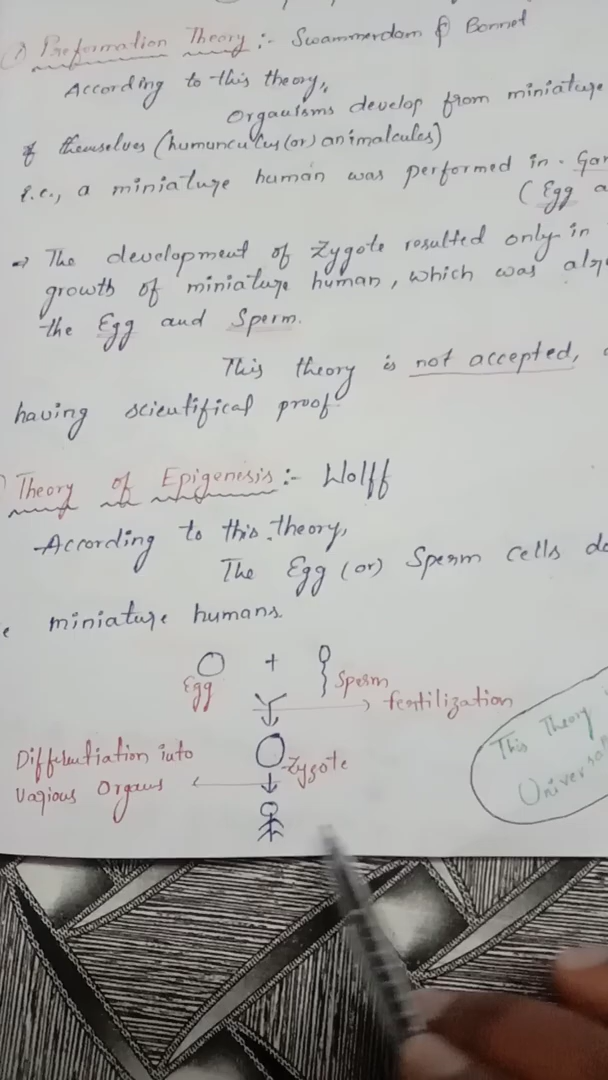 Preformation Theory :- Swammerdam & Bonnet
According to this theory,
Organisms develop from miniature
of themselves (humunculus (or) animalcules)
i.e., a miniature human was performed in
(Egg
→ The development of Zygote resulted only in
growth of miniature human, which was
the Egg and Sperm.
This theory is not accepted,
having scientifical proof
Theory of Epigenesis :- Wolff
According to this theory,
The Egg (or) Sperm cells
miniature humans.
+
Egg
Sperm
fertilization
This Theory
Differentiation into
Zygote
Various Organs